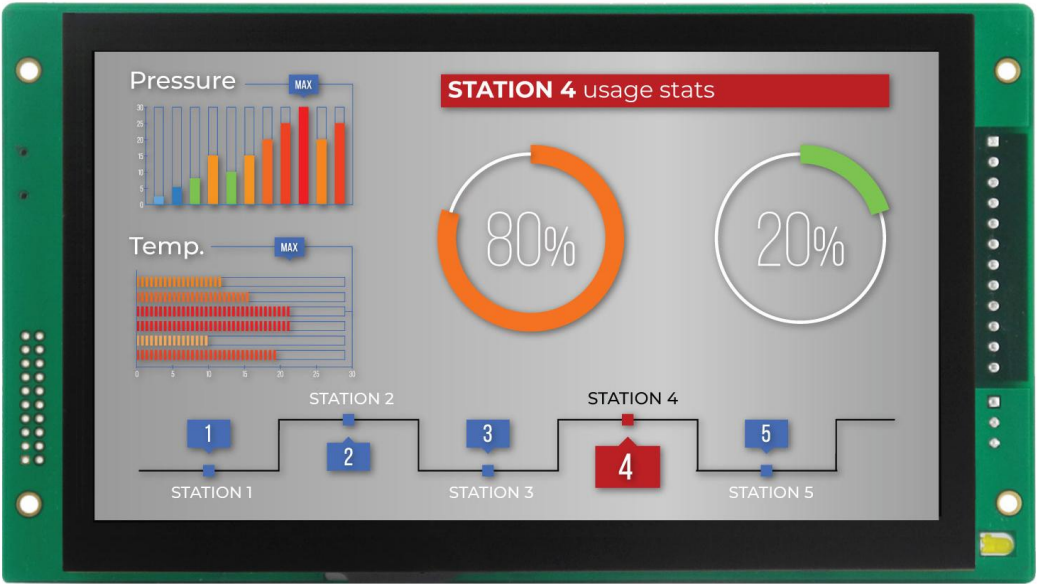 Pressure
MAX
30
25
20
15
10
5
0
STATION 4 usage stats
80%
20%
Temp.
MAX
0 5 10 15 20 25 30
STATION 2
STATION 4
1
2
3
4
5
STATION 1
STATION 3
STATION 5